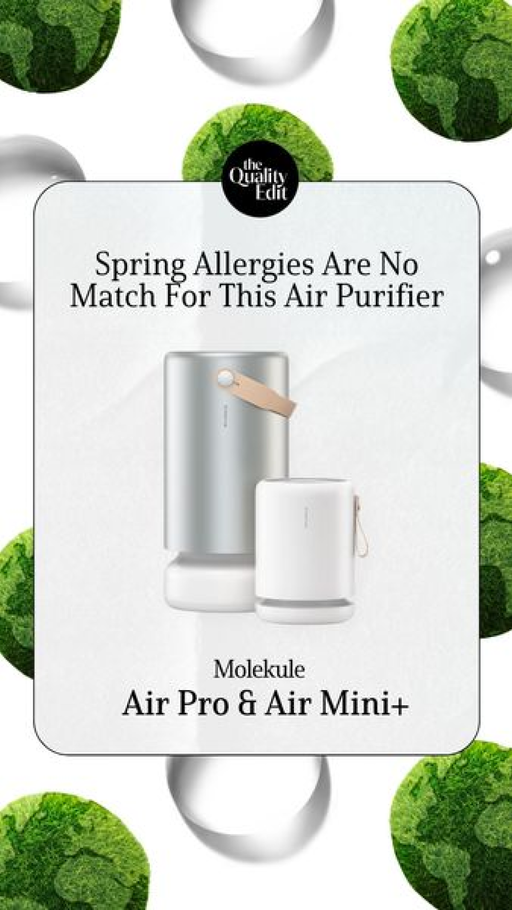 the
Quality
Edit
Spring Allergies Are No
Match For This Air Purifier
Molekule
Air Pro & Air Mini+